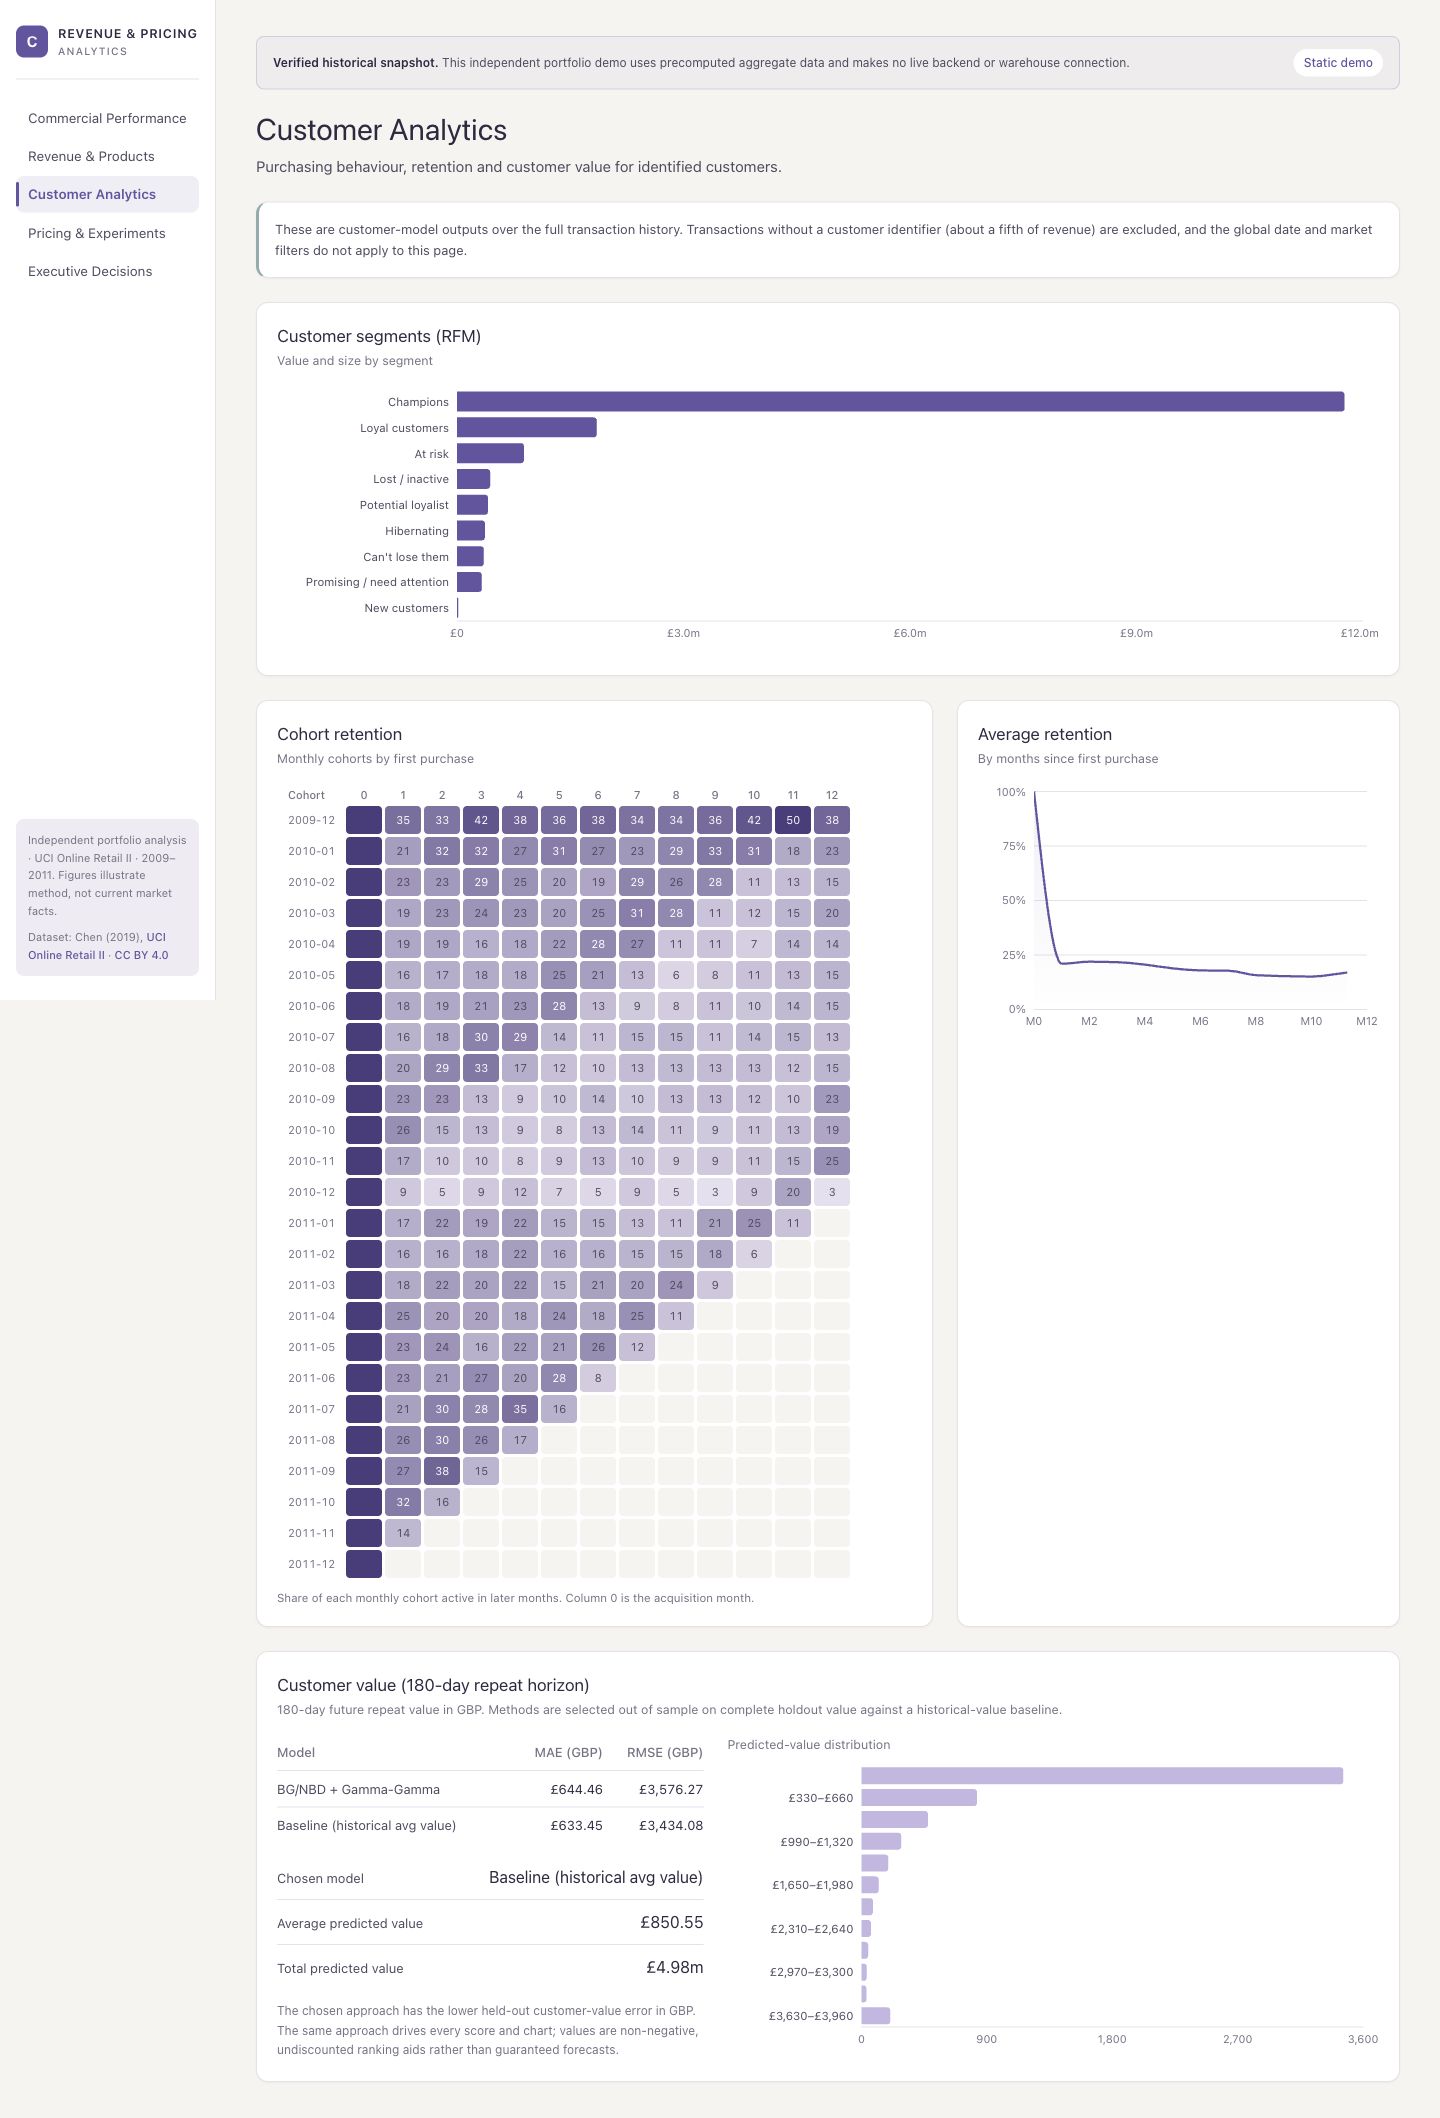 C
REVENUE & PRICING
ANALYTICS
Commercial Performance
Revenue & Products
Customer Analytics
Pricing & Experiments
Executive Decisions
Independent portfolio analysis
· UCI Online Retail II · 2009–
2011. Figures illustrate
method, not current market
facts.
Dataset: Chen (2019), UCI
Online Retail II · CC BY 4.0
Verified historical snapshot. This independent portfolio demo uses precomputed aggregate data and makes no live backend or warehouse connection.
Static demo
Customer Analytics
Purchasing behaviour, retention and customer value for identified customers.
These are customer-model outputs over the full transaction history. Transactions without a customer identifier (about a fifth of revenue) are excluded, and the global date and market
filters do not apply to this page.
Customer segments (RFM)
Value and size by segment
Champions
Loyal customers
At risk
Lost / inactive
Potential loyalist
Hibernating
Can't lose them
Promising / need attention
New customers
£0 £3.0m £6.0m £9.0m £12.0m
Cohort retention
Monthly cohorts by first purchase
Cohort 0 1 2 3 4 5 6 7 8 9 10 11 12
2009-12 35 33 42 38 36 38 34 34 36 42 50 38
2010-01 21 32 32 27 31 27 23 29 33 31 18 23
2010-02 23 23 29 25 20 19 29 26 28 11 13 15
2010-03 19 23 24 23 20 25 31 28 11 12 15 20
2010-04 19 19 16 18 22 28 27 11 11 7 14 14
2010-05 16 17 18 18 25 21 13 6 8 11 13 15
2010-06 18 19 21 23 28 13 9 8 11 10 14 15
2010-07 16 18 30 29 14 11 15 15 11 14 15 13
2010-08 20 29 33 17 12 10 13 13 13 13 12 15
2010-09 23 23 13 9 10 14 10 13 13 12 10 23
2010-10 26 15 13 9 8 13 14 11 9 11 13 19
2010-11 17 10 10 8 9 13 10 9 9 11 15 25
2010-12 9 5 9 12 7 5 9 5 3 9 20 3
2011-01 17 22 19 22 15 15 13 11 21 25 11
2011-02 16 16 18 22 16 16 15 15 18 6
2011-03 18 22 20 22 15 21 20 24 9
2011-04 25 20 20 18 24 18 25 11
2011-05 23 24 16 22 21 26 12
2011-06 23 21 27 20 28 8
2011-07 21 30 28 35 16
2011-08 26 30 26 17
2011-09 27 38 15
2011-10 32 16
2011-11 14
2011-12
Share of each monthly cohort active in later months. Column 0 is the acquisition month.
Average retention
By months since first purchase
100%
75%
50%
25%
0%
M0 M2 M4 M6 M8 M10 M12
Customer value (180-day repeat horizon)
180-day future repeat value in GBP. Methods are selected out of sample on complete holdout value against a historical-value baseline.
Model MAE (GBP) RMSE (GBP)
BG/NBD + Gamma-Gamma £644.46 £3,576.27
Baseline (historical avg value) £633.45 £3,434.08
Chosen model Baseline (historical avg value)
Average predicted value £850.55
Total predicted value £4.98m
The chosen approach has the lower held-out customer-value error in GBP.
The same approach drives every score and chart; values are non-negative,
undiscounted ranking aids rather than guaranteed forecasts.
Predicted-value distribution
£330–£660
£990–£1,320
£1,650–£1,980
£2,310–£2,640
£2,970–£3,300
£3,630–£3,960
0 900 1,800 2,700 3,600